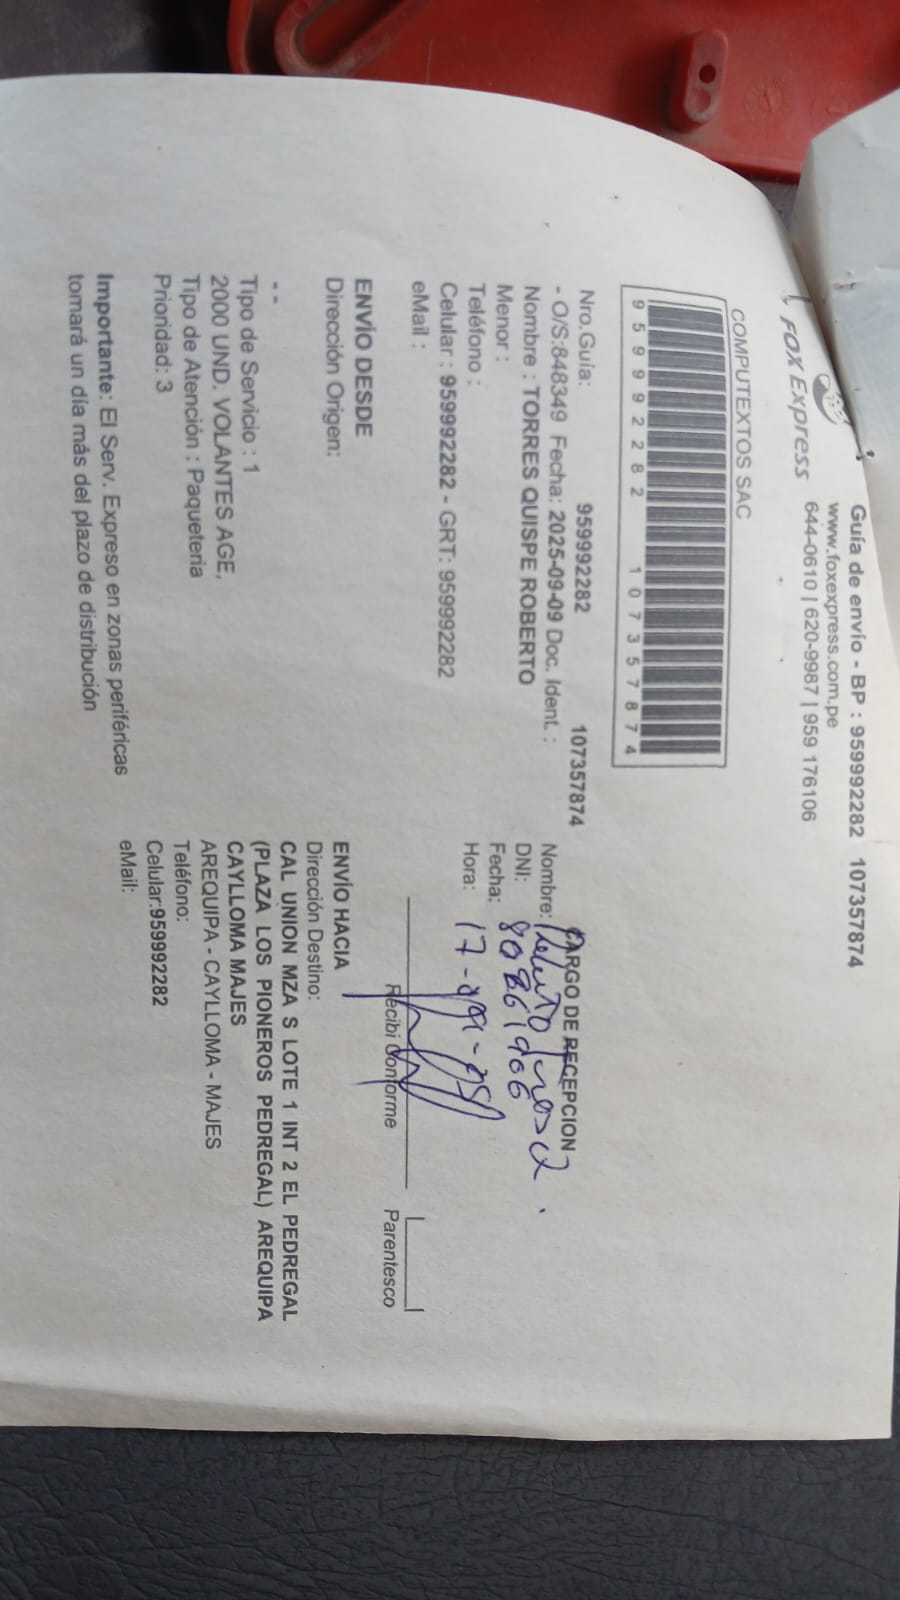 Guía de envío - BP : 959992282 107357874
www.foxexpress.com.pe
FOX Express
644-0610 | 620-9987 | 959 176106
COMPUTEXTOS SAC
959992282 107357874
Nro.Guía: 959992282 107357874
- O/S:848349 Fecha: 2025-09-09 Doc. Ident. :
Nombre : TORRES QUISPE ROBERTO
Menor :
Teléfono :
Celular : 959992282 - GRT: 959992282
eMail :
CARGO DE RECEPCION
Nombre:
DNI: 80861906
Fecha: 17-09-25
Hora:
Recibí Conforme
Parentesco
ENVÍO DESDE
Dirección Origen:
- -
Tipo de Servicio : 1
2000 UND. VOLANTES AGE,
Tipo de Atención : Paqueteria
Prioridad: 3
ENVÍO HACIA
Dirección Destino:
CAL UNION MZA S LOTE 1 INT 2 EL PEDREGAL
(PLAZA LOS PIONEROS PEDREGAL) AREQUIPA
CAYLLOMA MAJES
AREQUIPA - CAYLLOMA - MAJES
Teléfono:
Celular:959992282
eMail:
Importante: El Serv. Expreso en zonas periféricas
tomará un día más del plazo de distribución